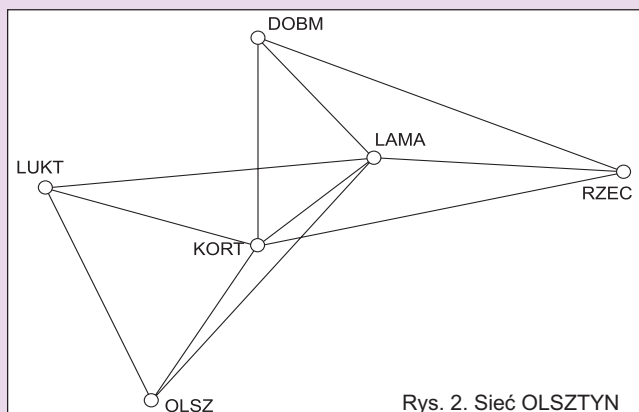 DOBM
LAMA
LUKT
RZEC
KORT
OLSZ
Rys. 2. Sieć OLSZTYN